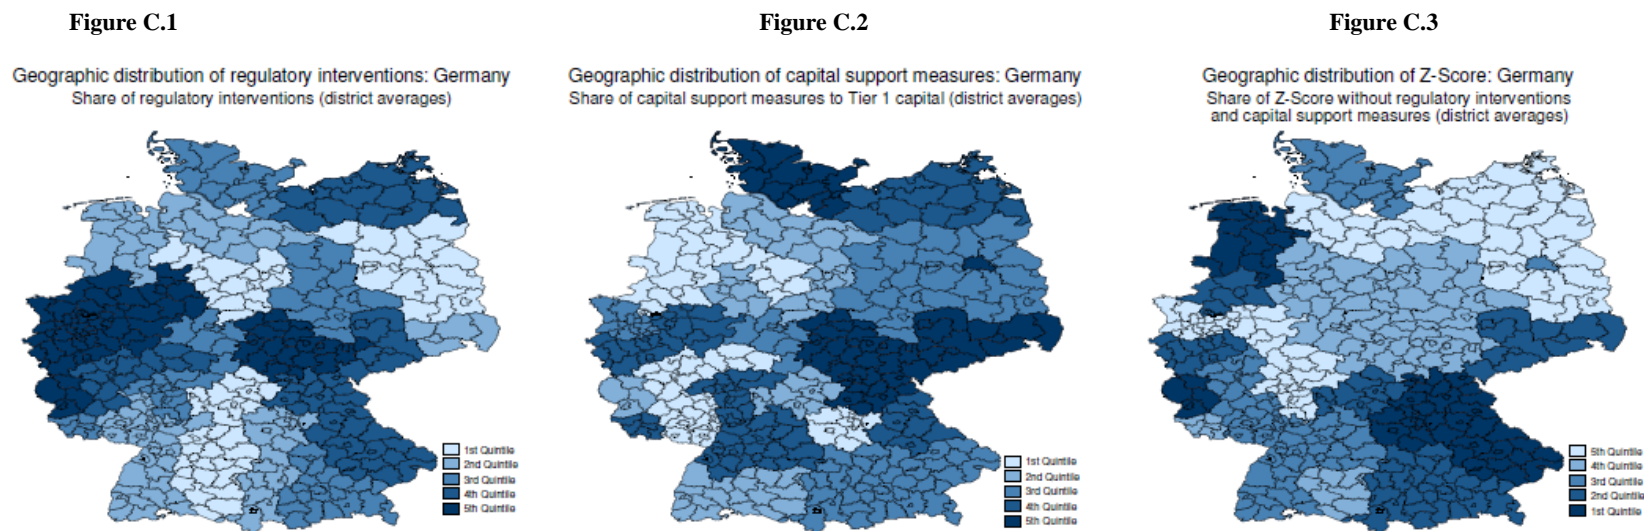 Figure C.1
Geographic distribution of regulatory interventions: Germany
Share of regulatory interventions (district averages)
1st Quintile
2nd Quintile
3rd Quintile
4th Quintile
5th Quintile
Figure C.2
Geographic distribution of capital support measures: Germany
Share of capital support measures to Tier 1 capital (district averages)
1st Quintile
2nd Quintile
3rd Quintile
4th Quintile
5th Quintile
Figure C.3
Geographic distribution of Z-Score: Germany
Share of Z-Score without regulatory interventions
and capital support measures (district averages)
5th Quintile
4th Quintile
3rd Quintile
2nd Quintile
1st Quintile